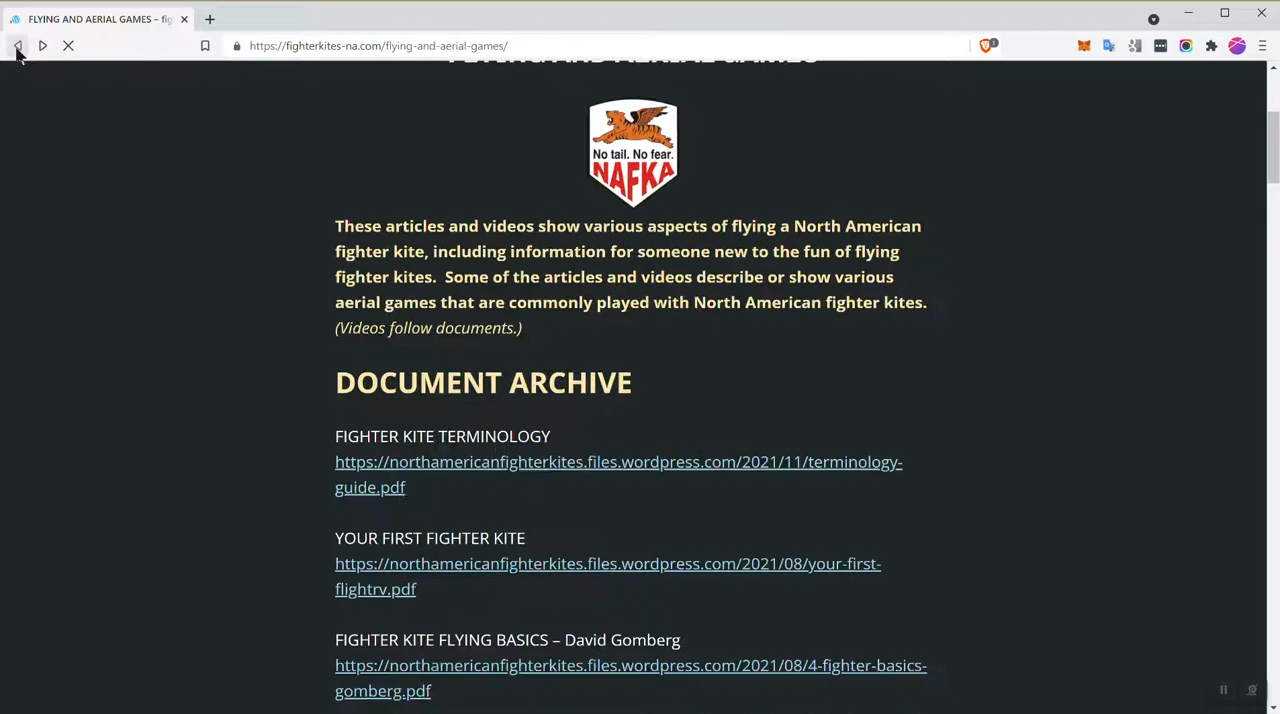 FLYING AND AERIAL GAMES – fig
https://fighterkites-na.com/flying-and-aerial-games/
FLYING AND AERIAL GAMES
No tail. No fear.
NAFKA
These articles and videos show various aspects of flying a North American
fighter kite, including information for someone new to the fun of flying
fighter kites.  Some of the articles and videos describe or show various
aerial games that are commonly played with North American fighter kites.
(Videos follow documents.)
DOCUMENT ARCHIVE
FIGHTER KITE TERMINOLOGY
https://northamericanfighterkites.files.wordpress.com/2021/11/terminology-
guide.pdf
YOUR FIRST FIGHTER KITE
https://northamericanfighterkites.files.wordpress.com/2021/08/your-first-
flightrv.pdf
FIGHTER KITE FLYING BASICS – David Gomberg
https://northamericanfighterkites.files.wordpress.com/2021/08/4-fighter-basics-
gomberg.pdf